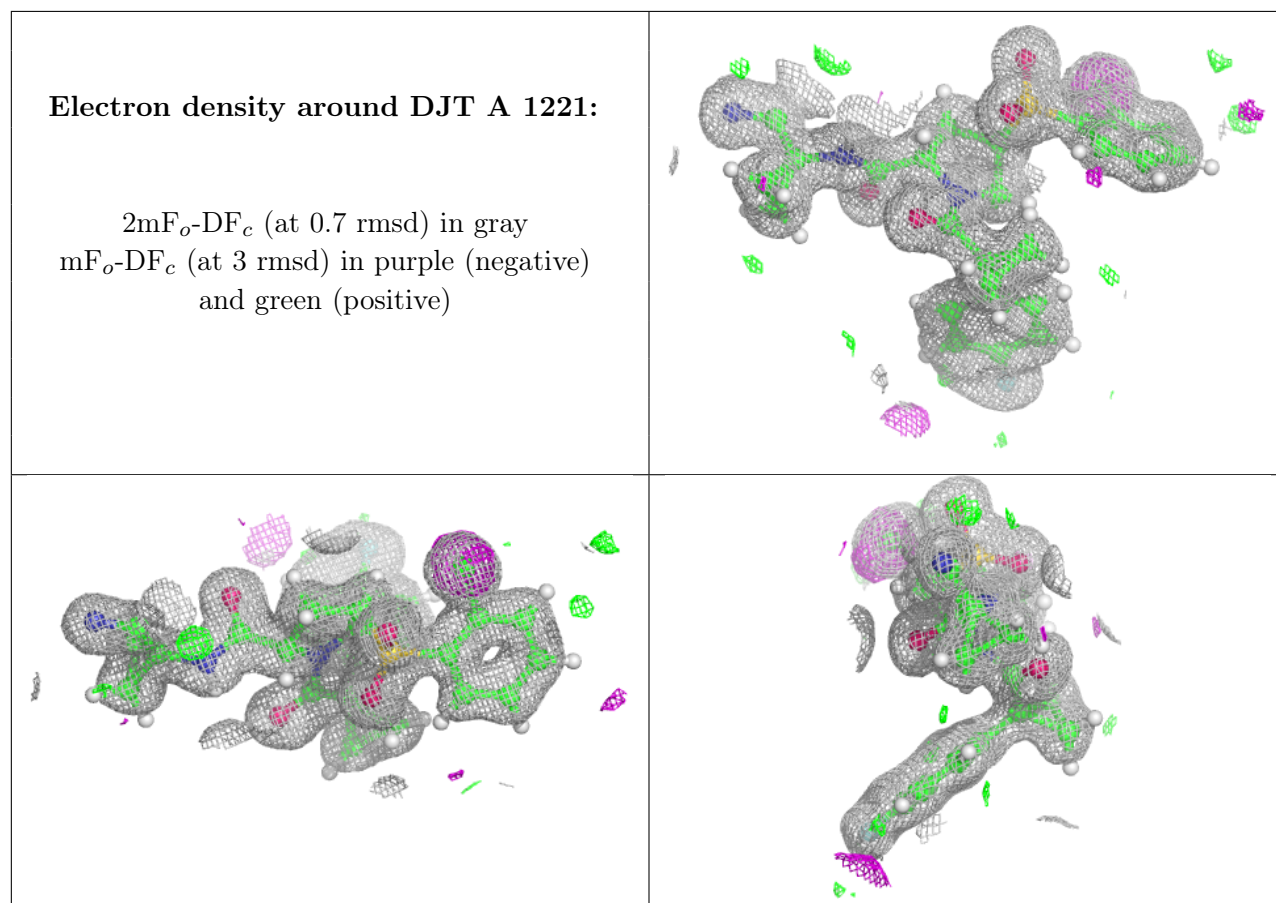 Electron density around DJT A 1221:
2mFo-DFc (at 0.7 rmsd) in gray
mFo-DFc (at 3 rmsd) in purple (negative)
and green (positive)